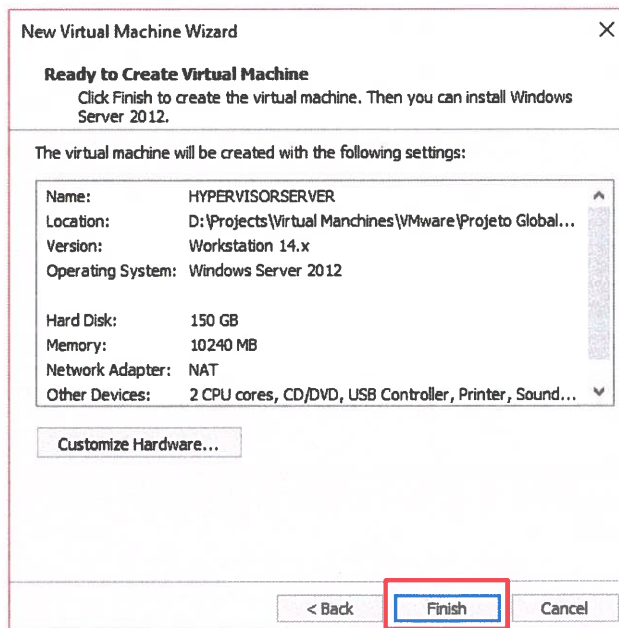 New Virtual Machine Wizard
Ready to Create Virtual Machine
Click Finish to create the virtual machine. Then you can install Windows
Server 2012.
The virtual machine will be created with the following settings:
Name: HYPERVISORSERVER
Location: D:\Projects\Virtual Manchines\VMware\Projeto Global...
Version: Workstation 14.x
Operating System: Windows Server 2012
Hard Disk: 150 GB
Memory: 10240 MB
Network Adapter: NAT
Other Devices: 2 CPU cores, CD/DVD, USB Controller, Printer, Sound...
Customize Hardware...
< Back Finish Cancel